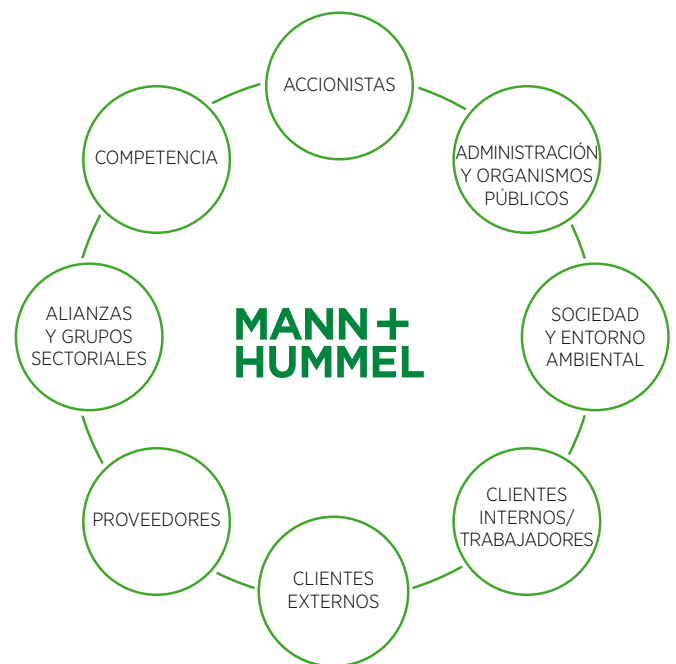 ACCIONISTAS
ADMINISTRACIÓN
Y ORGANISMOS
PÚBLICOS
SOCIEDAD
Y ENTORNO
AMBIENTAL
CLIENTES
INTERNOS/
TRABAJADORES
CLIENTES
EXTERNOS
PROVEEDORES
ALIANZAS
Y GRUPOS
SECTORIALES
COMPETENCIA
MANN+
HUMMEL